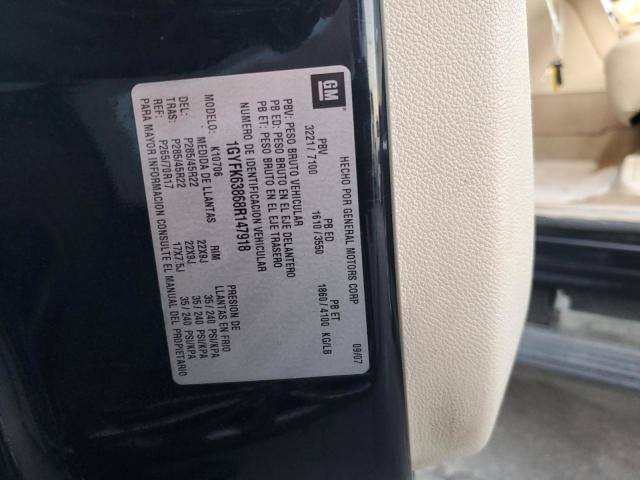 GM
HECHO POR GENERAL MOTORS CORP 09/07
PBV PB ED PB ET
3221 / 7100 1610 / 3550 1860 / 4100 KG/LB
PBV: PESO BRUTO VEHICULAR
PB ED: PESO BRUTO EN EL EJE DELANTERO
PB ET: PESO BRUTO EN EL EJE TRASERO
NUMERO DE IDENTIFICACION VEHICULAR
1GYFK63868R147918
MODELO: K10706
MEDIDA DE LLANTAS RIM PRESION DE LLANTAS EN FRIO
DEL: P285/45R22 22X9J 35 / 240 PSI/KPA
TRAS: P285/45R22 22X9J 35 / 240 PSI/KPA
REF: P265/70R17 17X7.5J 35 / 240 PSI/KPA
PARA MAYOR INFORMACION CONSULTE EL MANUAL DEL PROPIETARIO